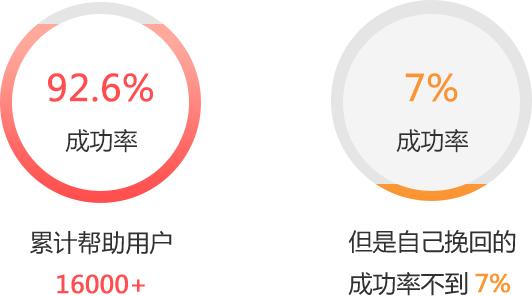 92.6%
成功率
累计帮助用户
16000+
7%
成功率
但是自己挽回的
成功率不到 7%